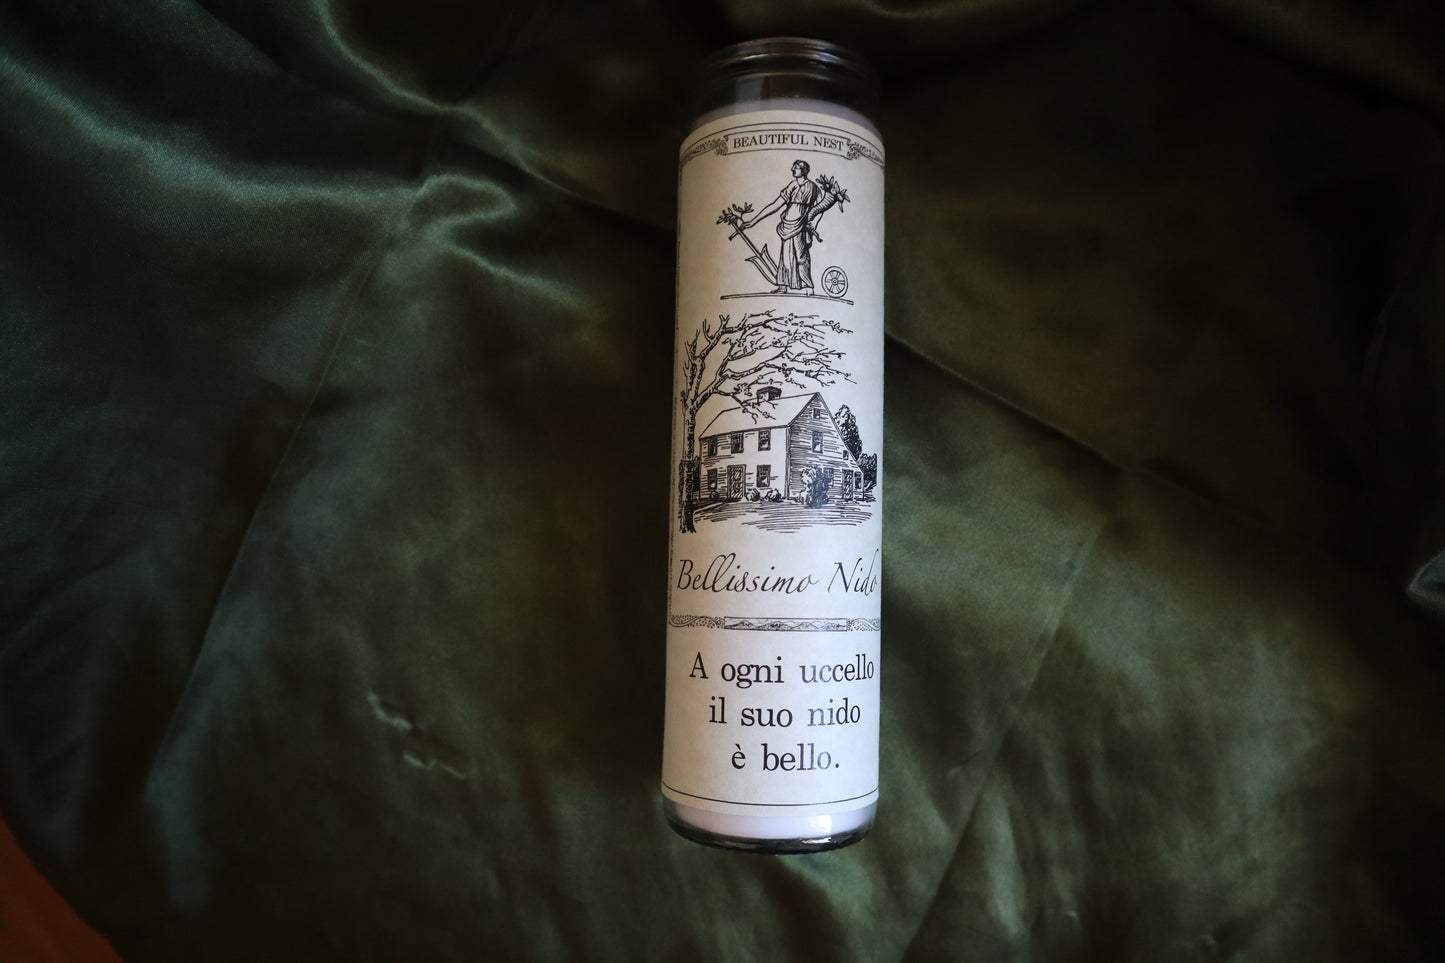 BEAUTIFUL NEST
Bellissimo Nido
A ogni uccello
il suo nido
è bello.